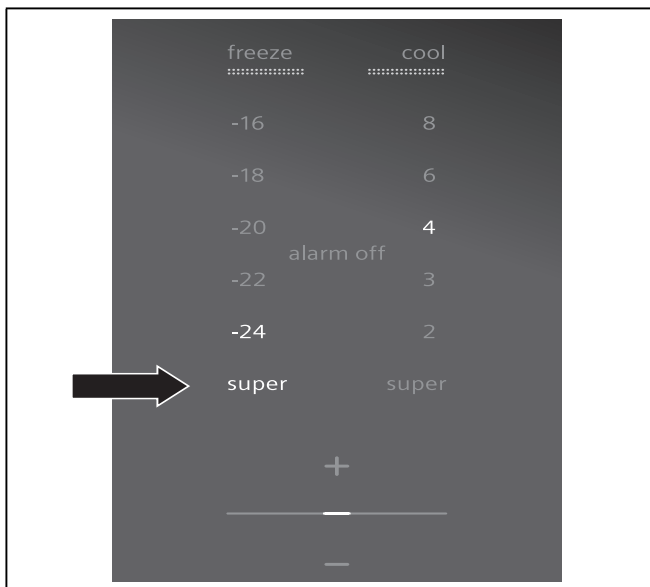 freeze cool
-16 8
-18 6
-20 4
alarm off
-22 3
-24 2
super super
+
−